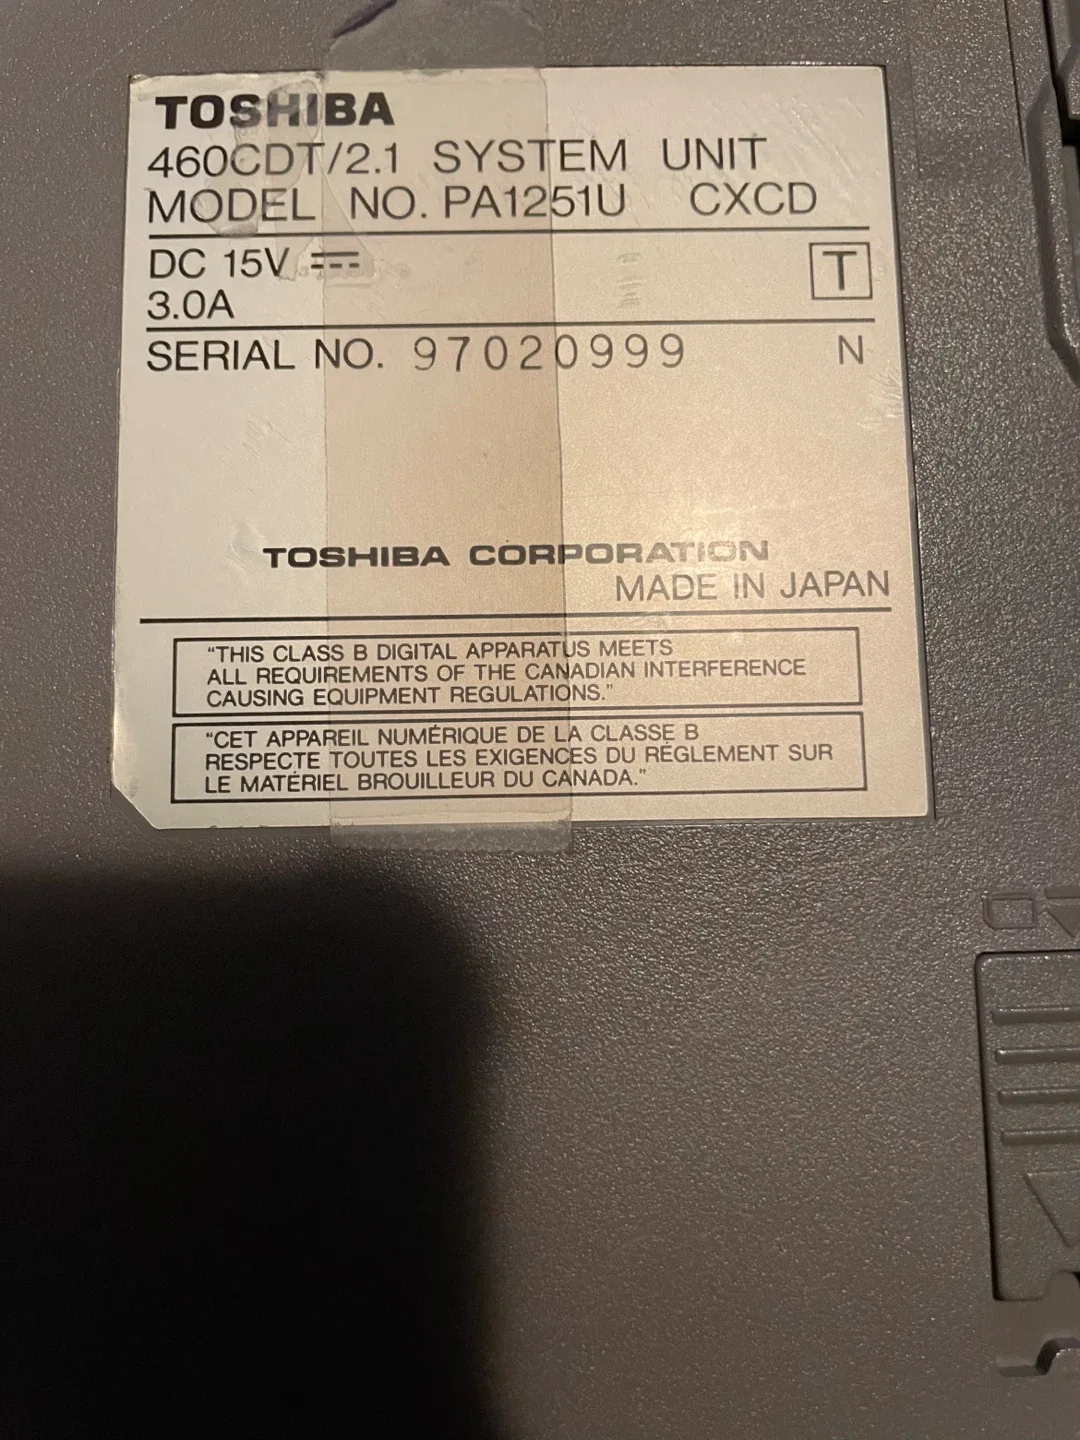 TOSHIBA
460CDT/2.1 SYSTEM UNIT
MODEL NO. PA1251U CXCD
DC 15V
3.0A
T
SERIAL NO. 97020999 N
TOSHIBA CORPORATION
MADE IN JAPAN
"THIS CLASS B DIGITAL APPARATUS MEETS
ALL REQUIREMENTS OF THE CANADIAN INTERFERENCE
CAUSING EQUIPMENT REGULATIONS."
"CET APPAREIL NUMÉRIQUE DE LA CLASSE B
RESPECTE TOUTES LES EXIGENCES DU RÉGLEMENT SUR
LE MATÉRIEL BROUILLEUR DU CANADA."